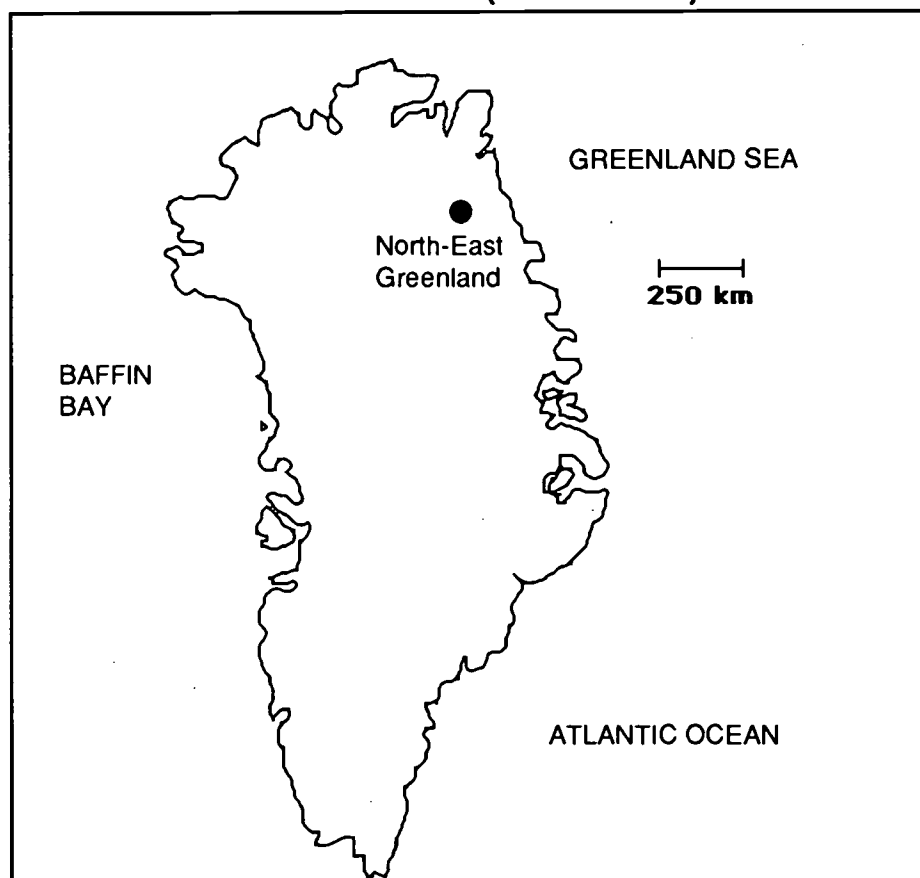 GREENLAND SEA
North-East
Greenland
250 km
BAFFIN
BAY
ATLANTIC OCEAN